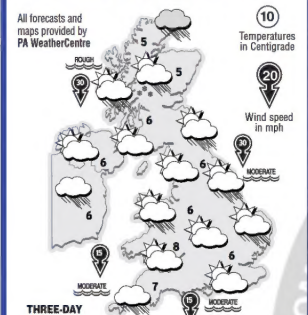 All forecasts and
maps provided by
PA WeatherCentre
10
Temperatures
in Centigrade
20
Wind speed
in mph
5
ROUGH
30
5
6
6
6
30
MODERATE
6
6
8
6
15
MODERATE
7
15
MODERATE
THREE-DAY